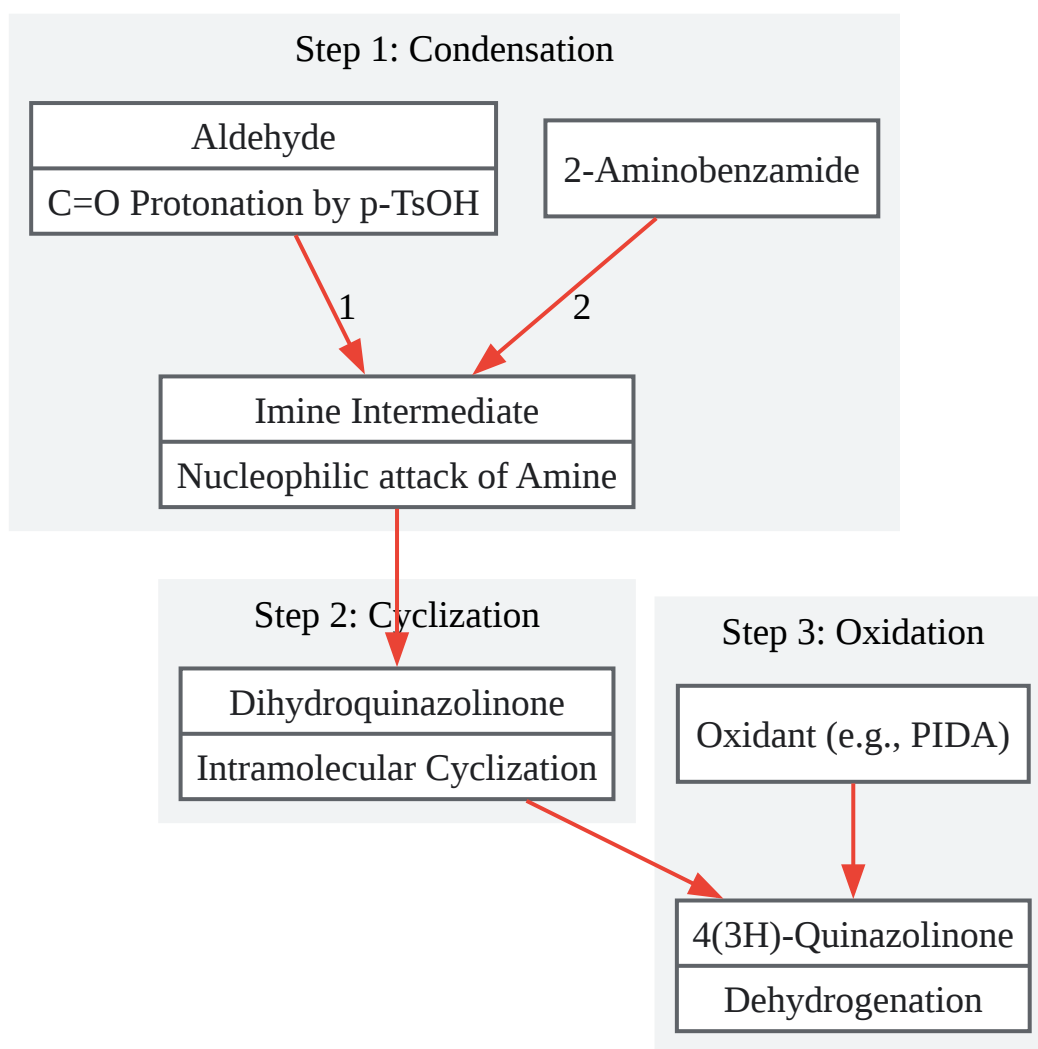 Step 1: Condensation
Aldehyde
C=O Protonation by p-TsOH
2-Aminobenzamide
1
2
Imine Intermediate
Nucleophilic attack of Amine
Step 2: Cyclization
Dihydroquinazolinone
Intramolecular Cyclization
Step 3: Oxidation
Oxidant (e.g., PIDA)
4(3H)-Quinazolinone
Dehydrogenation